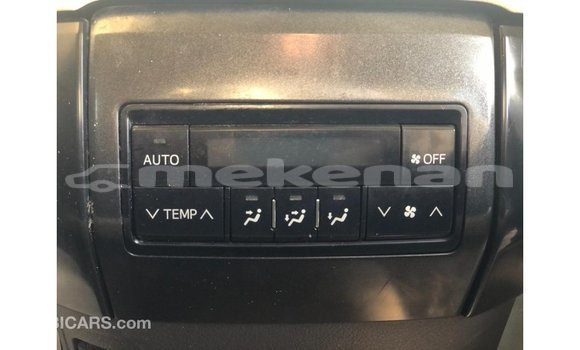 AUTO
OFF
mekenan
TEMP
BICARS.com